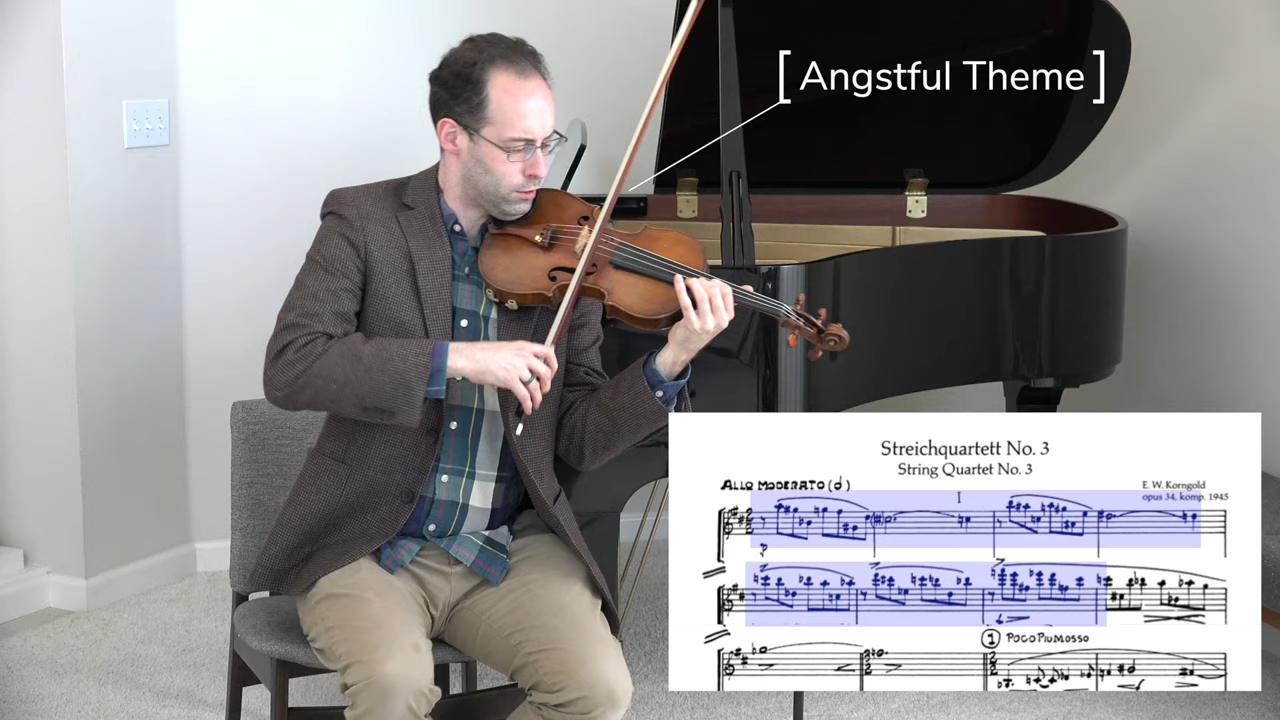 [ Angstful Theme ]
Streichquartett No. 3
String Quartet No. 3
ALLO MODERATO (d)
I
E. W. Korngold
opus 34, komp. 1945
p
1 POCO PIU MOSSO